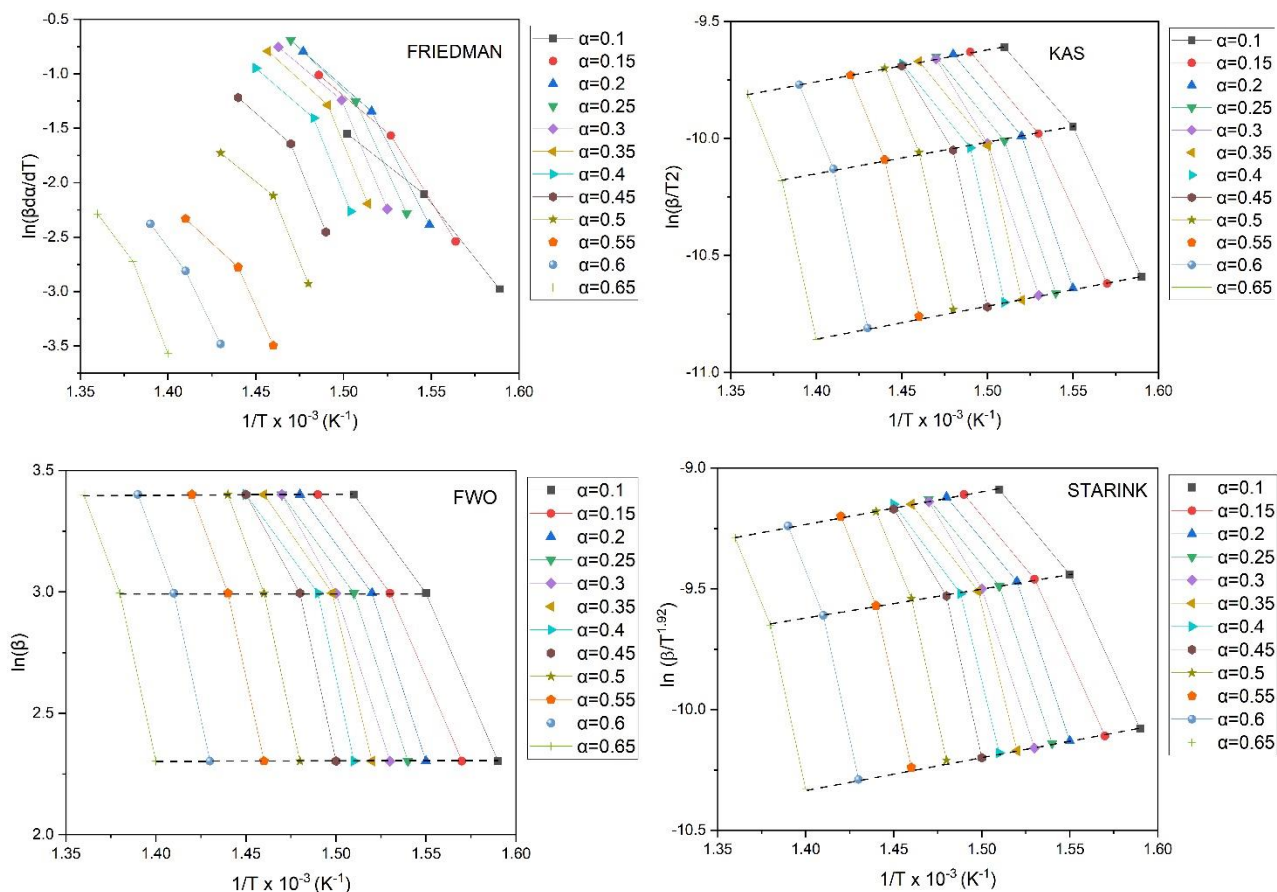 FRIEDMAN
ln(βdα/dT)
-0.5
-1.0
-1.5
-2.0
-2.5
-3.0
-3.5
1.35 1.40 1.45 1.50 1.55 1.60
1/T x 10⁻³ (K⁻¹)
α=0.1
α=0.15
α=0.2
α=0.25
α=0.3
α=0.35
α=0.4
α=0.45
α=0.5
α=0.55
α=0.6
α=0.65
KAS
ln(β/T2)
-9.5
-10.0
-10.5
-11.0
1.35 1.40 1.45 1.50 1.55 1.60
1/T x 10⁻³ (K⁻¹)
α=0.1
α=0.15
α=0.2
α=0.25
α=0.3
α=0.35
α=0.4
α=0.45
α=0.5
α=0.55
α=0.6
α=0.65
FWO
ln(β)
3.5
3.0
2.5
2.0
1.35 1.40 1.45 1.50 1.55 1.60
1/T x 10⁻³ (K⁻¹)
α=0.1
α=0.15
α=0.2
α=0.25
α=0.3
α=0.35
α=0.4
α=0.45
α=0.5
α=0.55
α=0.6
α=0.65
STARINK
ln (β/T¹·⁹²)
-9.0
-9.5
-10.0
-10.5
1.35 1.40 1.45 1.50 1.55 1.60
1/T x 10⁻³ (K⁻¹)
α=0.1
α=0.15
α=0.2
α=0.25
α=0.3
α=0.35
α=0.4
α=0.45
α=0.5
α=0.55
α=0.6
α=0.65